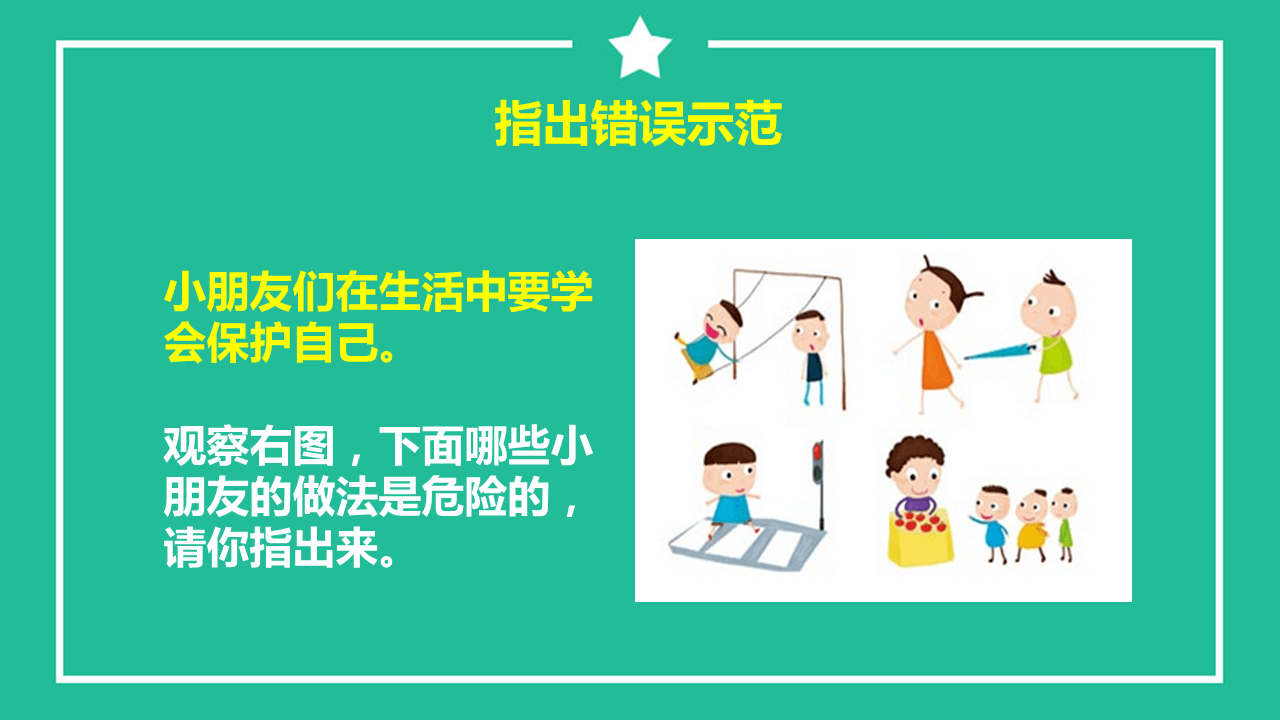 指出错误示范
小朋友们在生活中要学
会保护自己。
观察右图，下面哪些小
朋友的做法是危险的，
请你指出来。